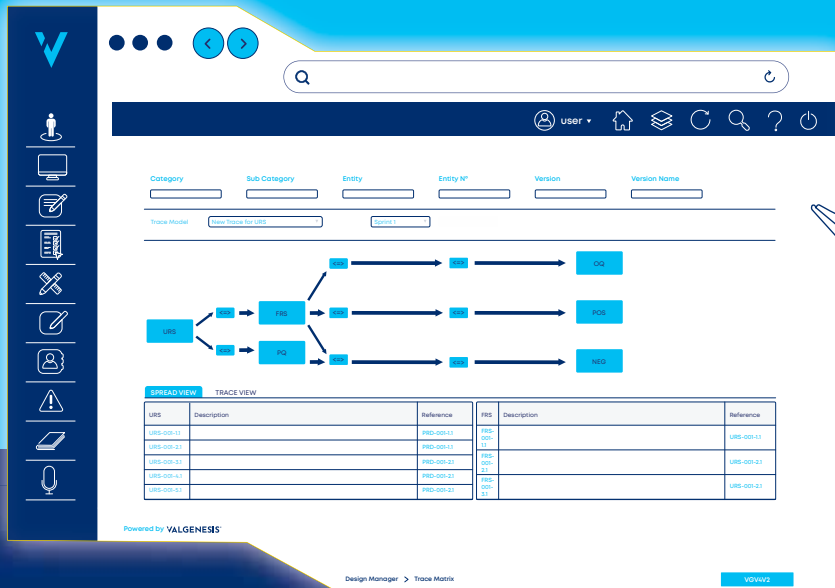 user
Category Sub Category Entity Entity Nº Version Version Name
Trace Model New Trace for URS Sprint 1
<=> <=> OQ
<=> FRS <=> <=> POS
URS
<=> PQ <=> <=> NEG
SPREAD VIEW TRACE VIEW
URS Description Reference FRS Description Reference
URS-001-1.1 PRD-001-1.1
URS-001-2.1 PRD-001-1.1
URS-001-3.1 PRD-001-2.1
URS-001-4.1 PRD-001-2.1
URS-001-5.1 PRD-001-2.1
FRS-001-1.1 URS-001-1.1
FRS-001-2.1 URS-001-2.1
FRS-001-3.1 URS-001-2.1
Powered by VALGENESIS
Design Manager > Trace Matrix
VGV4V2